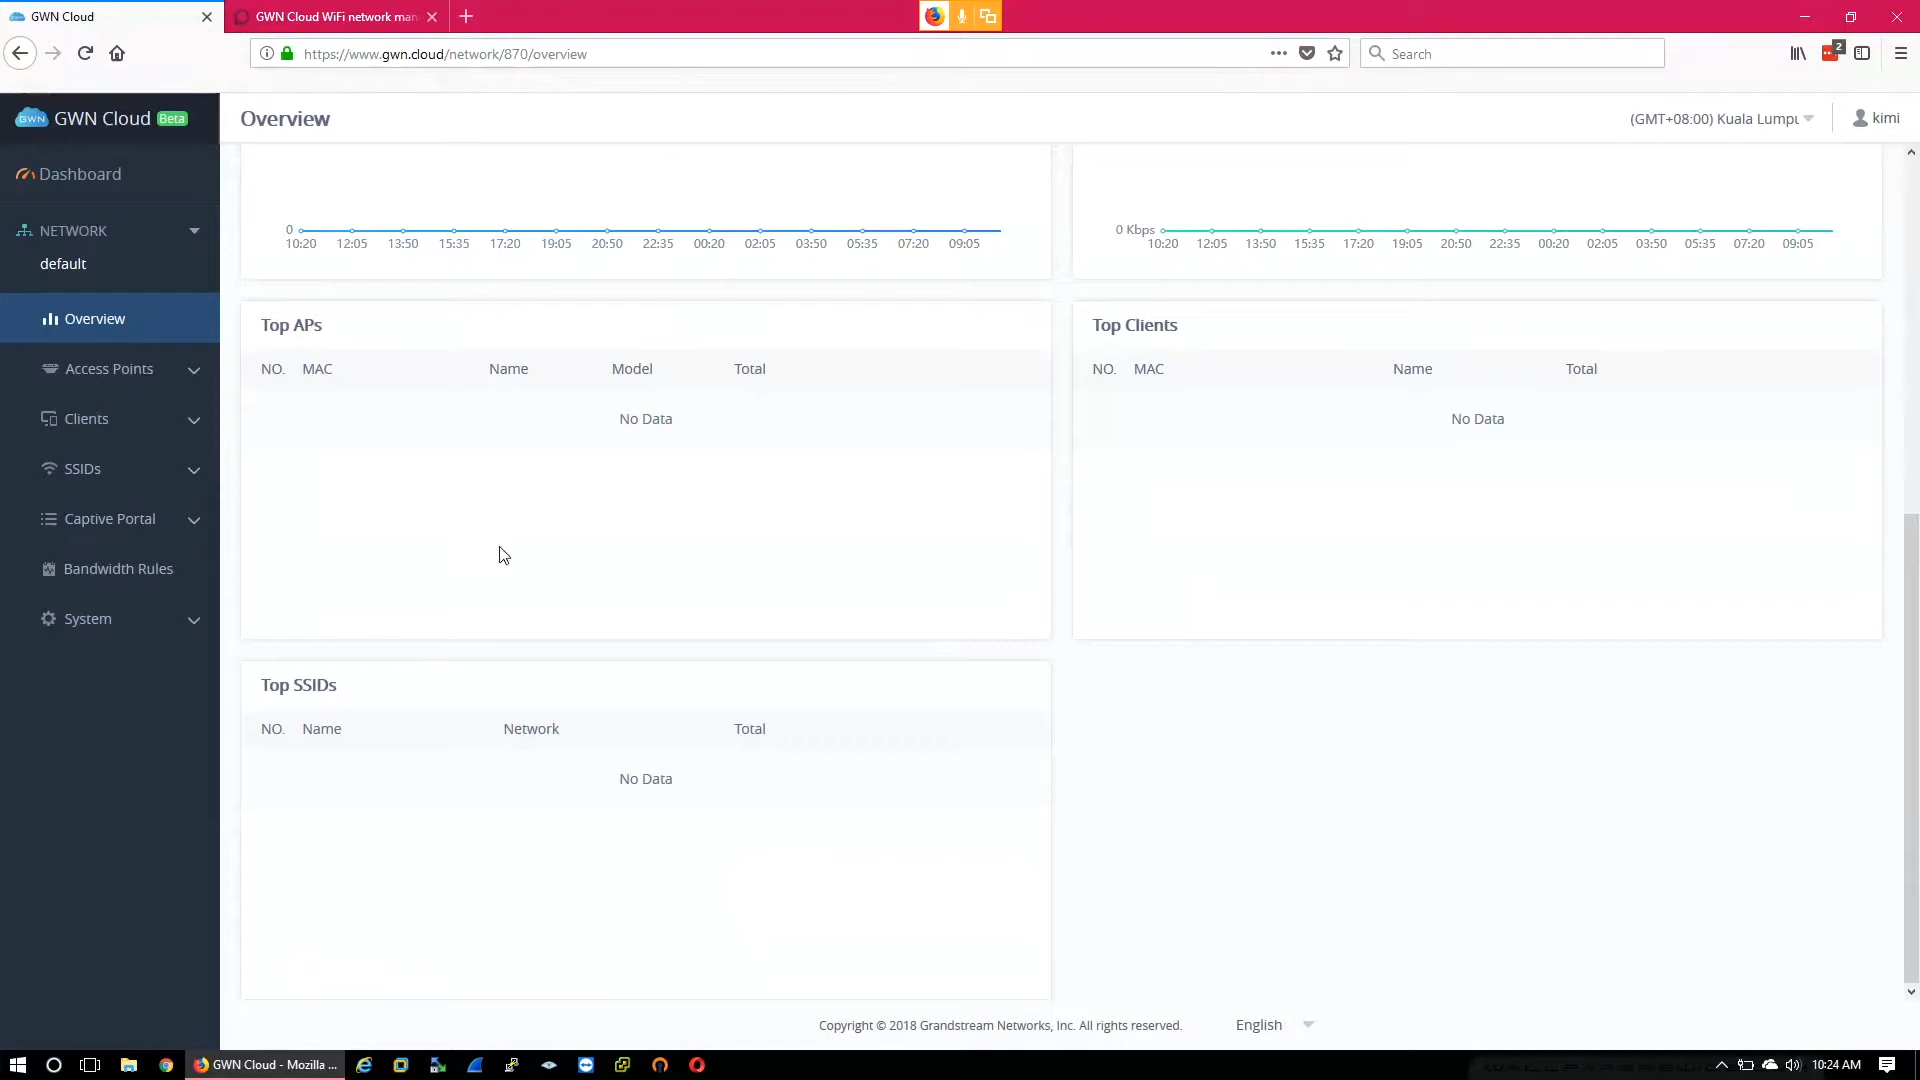 GWN Cloud
GWN Cloud WiFi network man
https://www.gwn.cloud/network/870/overview
Search
2
GWN
GWN Cloud Beta
Overview
(GMT+08:00) Kuala Lumpu
kimi
Dashboard
NETWORK
default
Overview
Access Points
Clients
SSIDs
Captive Portal
Bandwidth Rules
System
0
10:20 12:05 13:50 15:35 17:20 19:05 20:50 22:35 00:20 02:05 03:50 05:35 07:20 09:05
0 Kbps
10:20 12:05 13:50 15:35 17:20 19:05 20:50 22:35 00:20 02:05 03:50 05:35 07:20 09:05
Top APs
NO. MAC Name Model Total
No Data
Top Clients
NO. MAC Name Total
No Data
Top SSIDs
NO. Name Network Total
No Data
Copyright © 2018 Grandstream Networks, Inc. All rights reserved.
English
GWN Cloud - Mozilla ...
10:24 AM